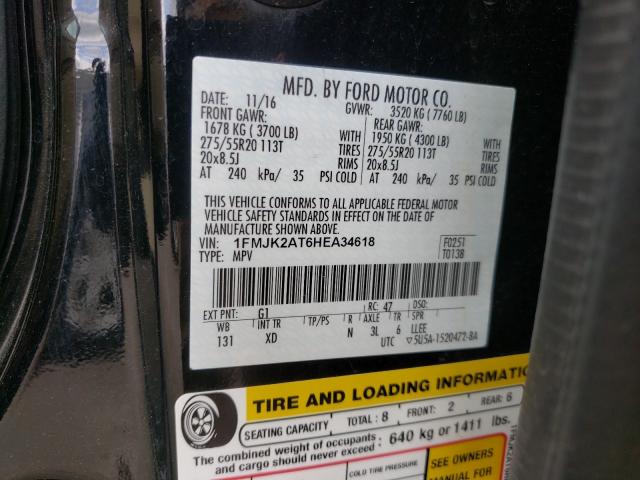 MFD. BY FORD MOTOR CO.
DATE: 11/16 GVWR: 3520 KG ( 7760 LB)
FRONT GAWR: REAR GAWR:
1678 KG ( 3700 LB) WITH 1950 KG ( 4300 LB) WITH
275/55R20 113T TIRES 275/55R20 113T TIRES
20x8.5J RIMS 20x8.5J RIMS
AT 240 kPa/ 35 PSI COLD AT 240 kPa/ 35 PSI COLD
THIS VEHICLE CONFORMS TO ALL APPLICABLE FEDERAL MOTOR
VEHICLE SAFETY STANDARDS IN EFFECT ON THE DATE OF
MANUFACTURE SHOWN ABOVE.
VIN: 1FMJK2AT6HEA34618 F0251
TYPE: MPV T0138
EXT PNT: G1 RC: 47 DSO:
WB INT TR TP/PS R AXLE TR SPR
131 XD N 3L 6 LLEE
UTC ▽5U5A-1520472-BA
TIRE AND LOADING INFORMATIO
SEATING CAPACITY TOTAL : 8 FRONT: 2 REAR: 6
The combined weight of occupants
and cargo should never exceed : 640 kg or 1411 lbs.
COLD TIRE PRESSURE SEE OWNERS
MANUAL FOR